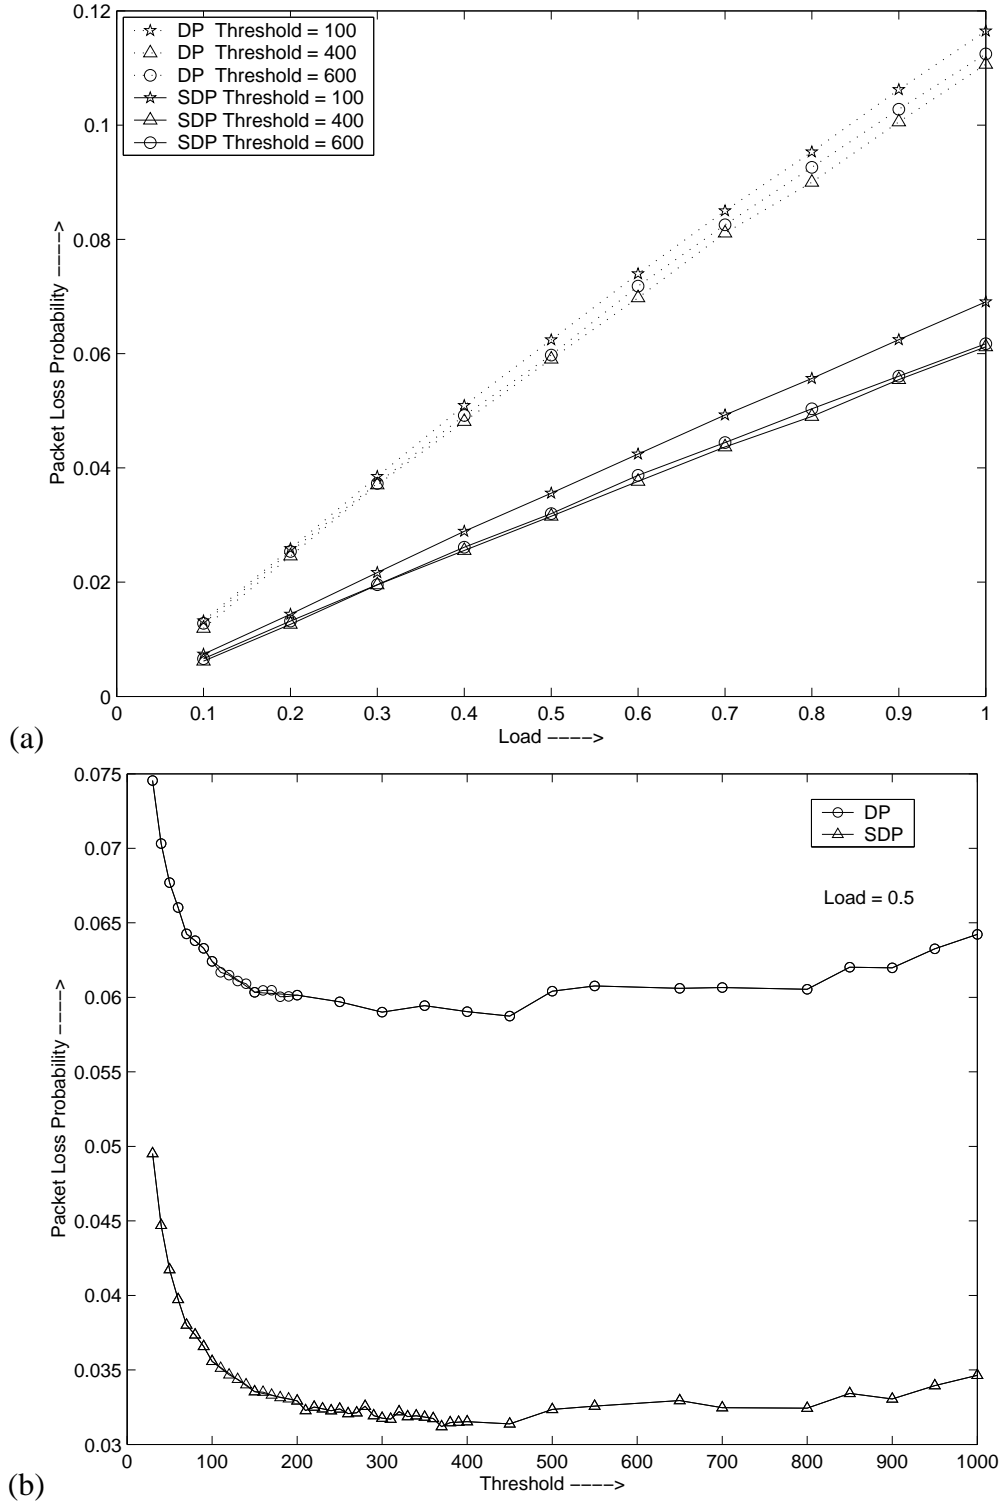 0.12
DP Threshold = 100
DP Threshold = 400
DP Threshold = 600
SDP Threshold = 100
SDP Threshold = 400
SDP Threshold = 600
0.1
0.08
0.06
0.04
0.02
0
Packet Loss Probability ----->
0 0.1 0.2 0.3 0.4 0.5 0.6 0.7 0.8 0.9 1
Load ---->
(a)
0.075
DP
SDP
Load = 0.5
0.07
0.065
0.06
0.055
0.05
0.045
0.04
0.035
0.03
Packet Loss Probability ----->
0 100 200 300 400 500 600 700 800 900 1000
Threshold ---->
(b)